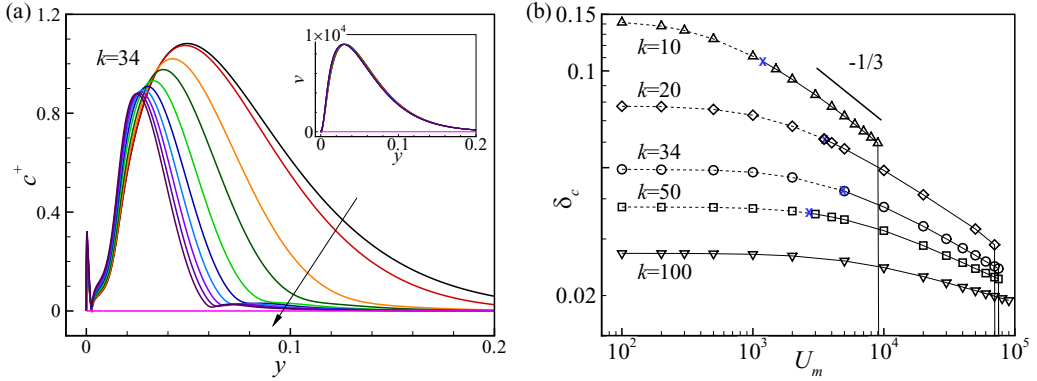 (a)
k=34
c⁺
1.2
0.8
0.4
0
0
0.1
0.2
y
1×10⁴
v
0
0
0.1
0.2
y
(b)
0.15
0.1
0.02
δ_c
k=10
k=20
k=34
k=50
k=100
-1/3
10²
10³
10⁴
10⁵
U_m